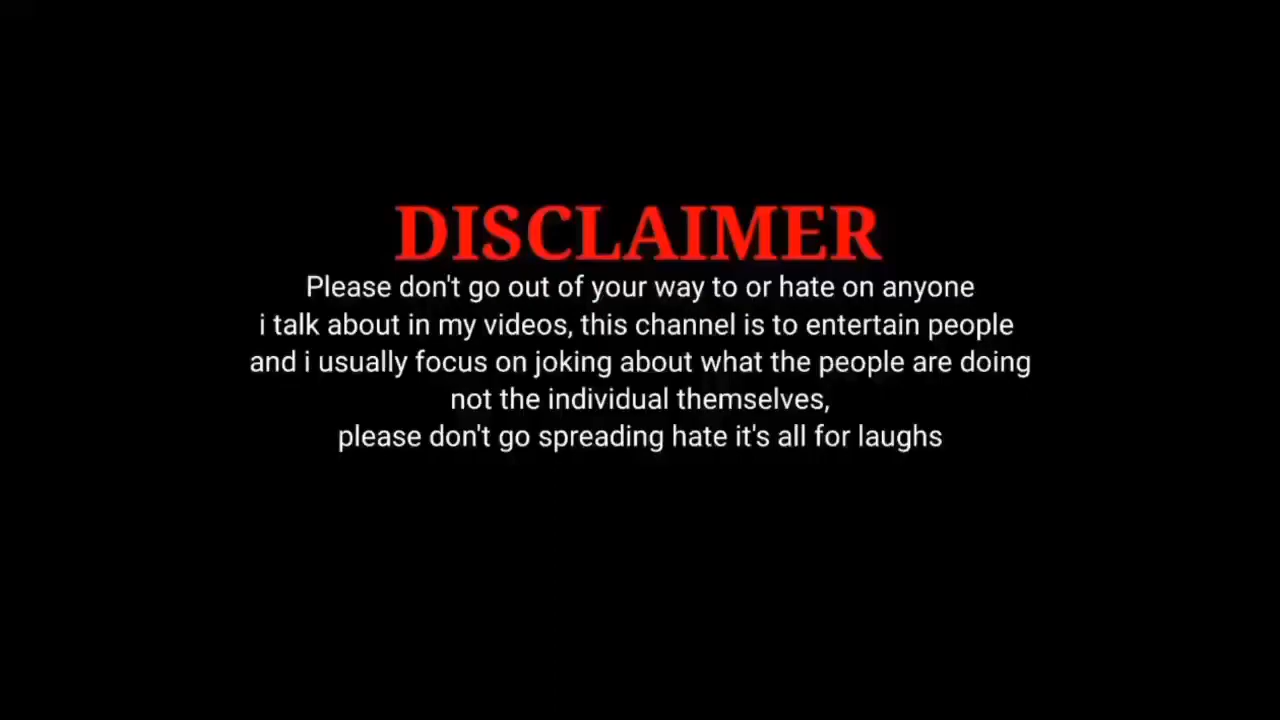 DISCLAIMER
Please don't go out of your way to or hate on anyone
i talk about in my videos, this channel is to entertain people
and i usually focus on joking about what the people are doing
not the individual themselves,
please don't go spreading hate it's all for laughs